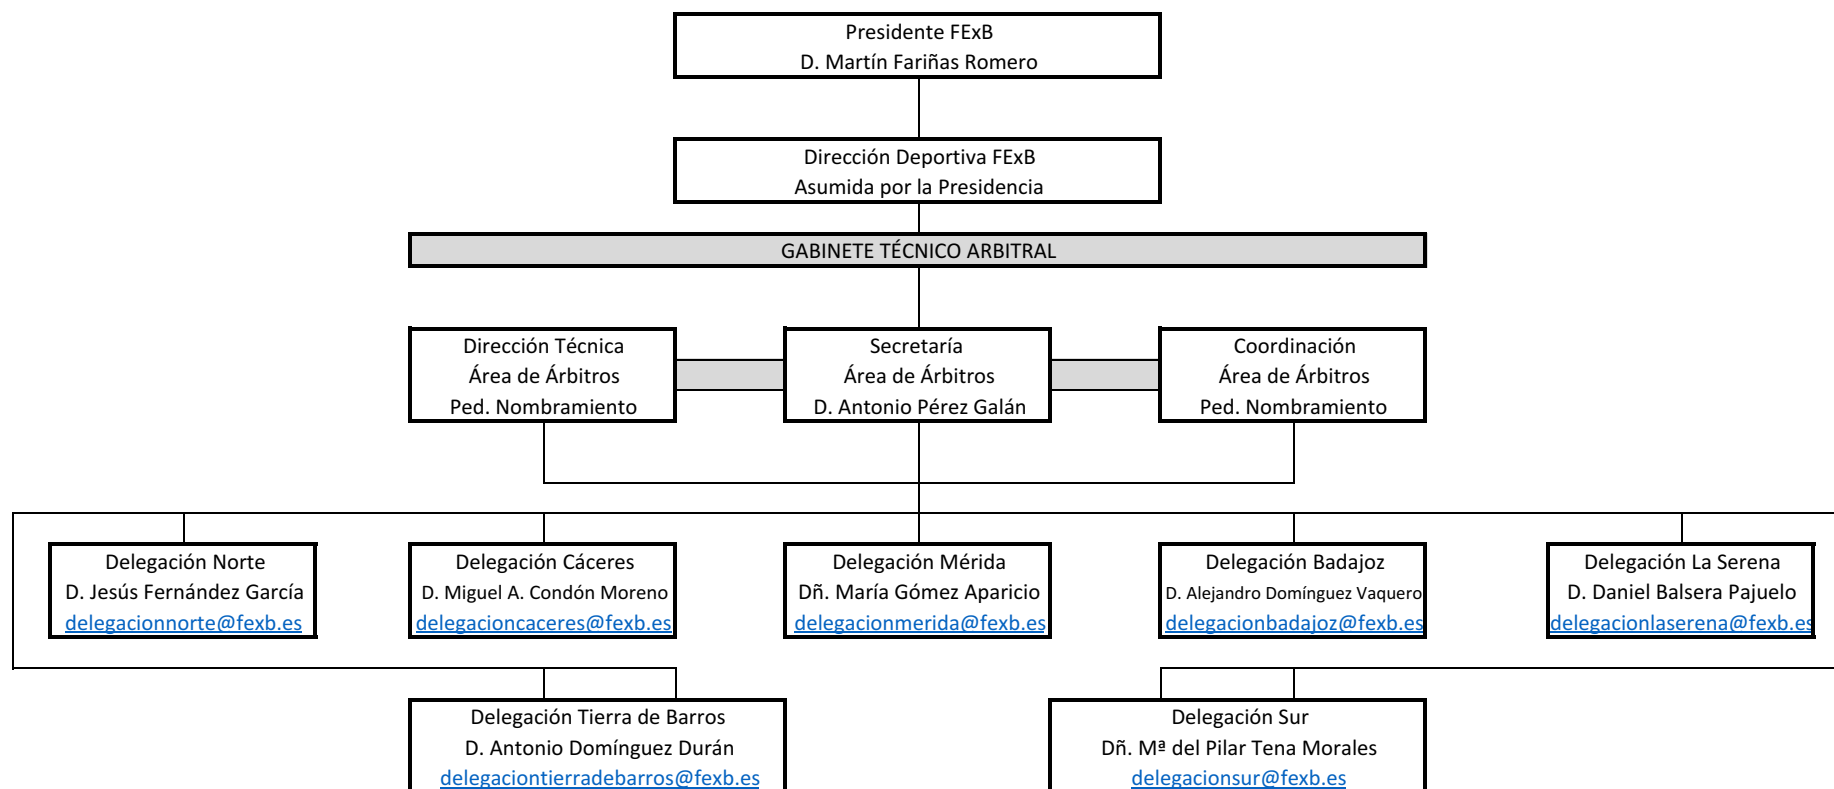 Presidente FExB
D. Martín Fariñas Romero
Dirección Deportiva FExB
Asumida por la Presidencia
GABINETE TÉCNICO ARBITRAL
Dirección Técnica
Área de Árbitros
Ped. Nombramiento
Secretaría
Área de Árbitros
D. Antonio Pérez Galán
Coordinación
Área de Árbitros
Ped. Nombramiento
Delegación Norte
D. Jesús Fernández García
delegacionnorte@fexb.es
Delegación Cáceres
D. Miguel A. Condón Moreno
delegacioncaceres@fexb.es
Delegación Mérida
Dñ. María Gómez Aparicio
delegacionmerida@fexb.es
Delegación Badajoz
D. Alejandro Domínguez Vaquero
delegacionbadajoz@fexb.es
Delegación La Serena
D. Daniel Balsera Pajuelo
delegacionlaserena@fexb.es
Delegación Tierra de Barros
D. Antonio Domínguez Durán
delegaciontierradebarros@fexb.es
Delegación Sur
Dñ. Mª del Pilar Tena Morales
delegacionsur@fexb.es